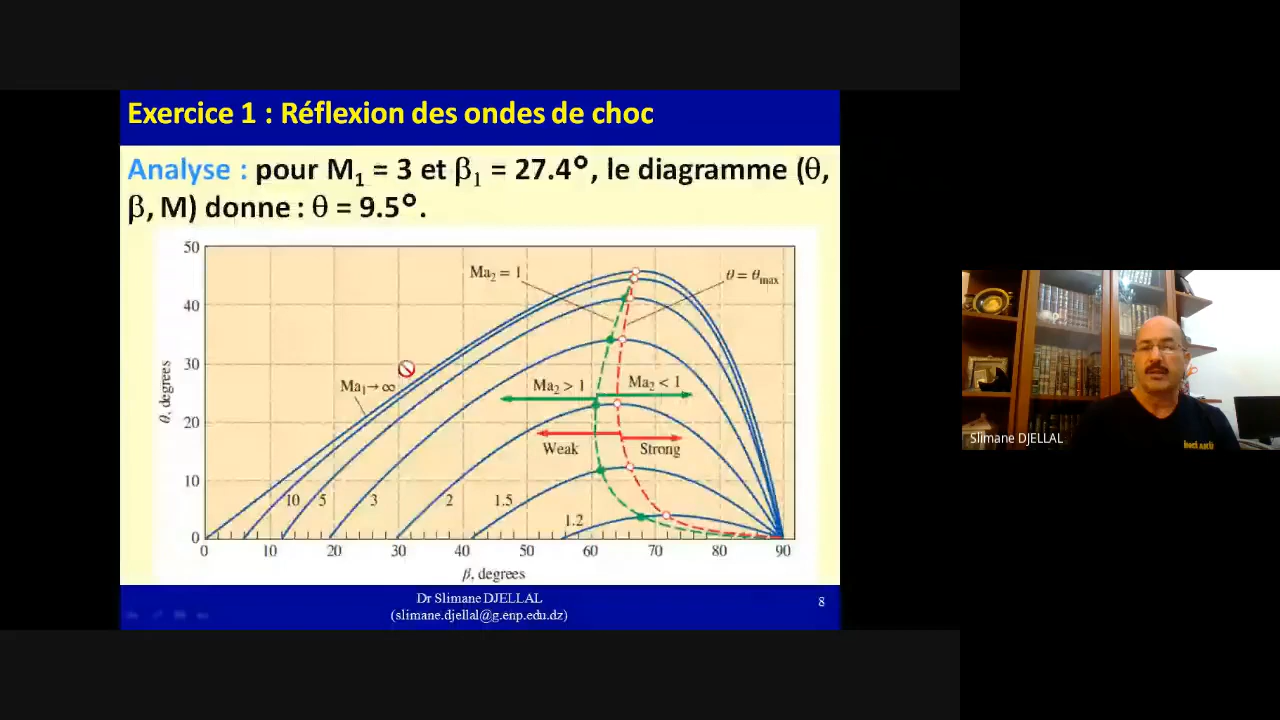 Exercice 1 : Réflexion des ondes de choc
Analyse : pour M₁ = 3 et β₁ = 27.4°, le diagramme (θ,
β, M) donne : θ = 9.5°.
50
40
30
20
10
0
θ, degrees
Ma₂ = 1
θ = θmax
Ma₁→∞
Ma₂ > 1
Ma₂ < 1
Weak
Strong
10
5
3
2
1.5
1.2
0
10
20
30
40
50
60
70
80
90
β, degrees
Dr Slimane DJELLAL
(slimane.djellal@g.enp.edu.dz)
8
Slimane DJELLAL